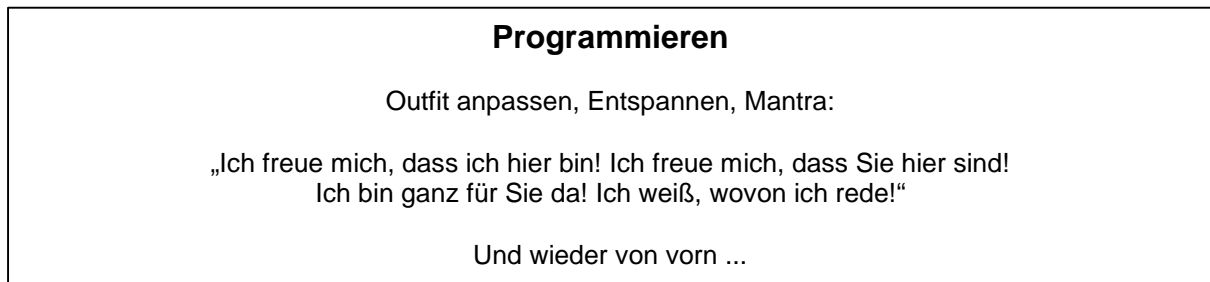 Programmieren
Outfit anpassen, Entspannen, Mantra:
„Ich freue mich, dass ich hier bin! Ich freue mich, dass Sie hier sind!
Ich bin ganz für Sie da! Ich weiß, wovon ich rede!“
Und wieder von vorn ...